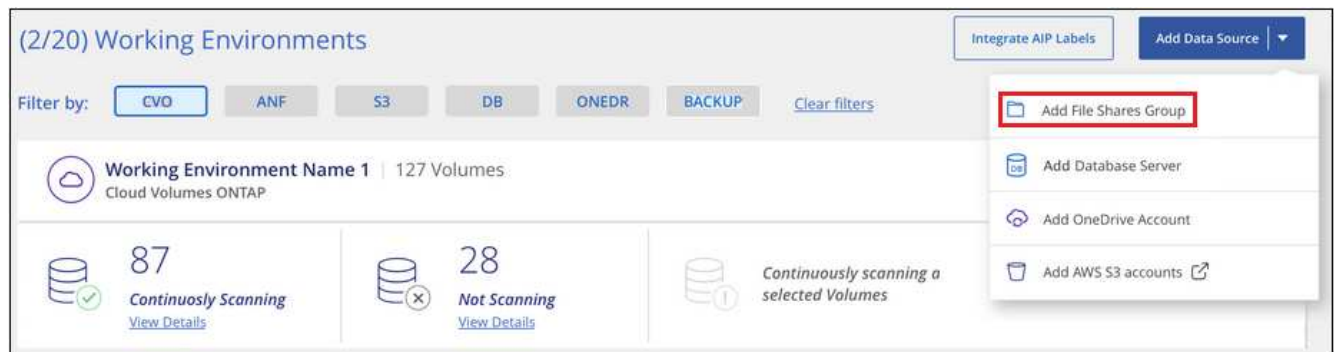 (2/20) Working Environments
Integrate AIP Labels
Add Data Source
Filter by:
CVO
ANF
S3
DB
ONEDR
BACKUP
Clear filters
Add File Shares Group
Working Environment Name 1 | 127 Volumes
Cloud Volumes ONTAP
DB
Add Database Server
Add OneDrive Account
Add AWS S3 accounts
87
Continuosly Scanning
View Details
28
Not Scanning
View Details
Continuously scanning a
selected Volumes